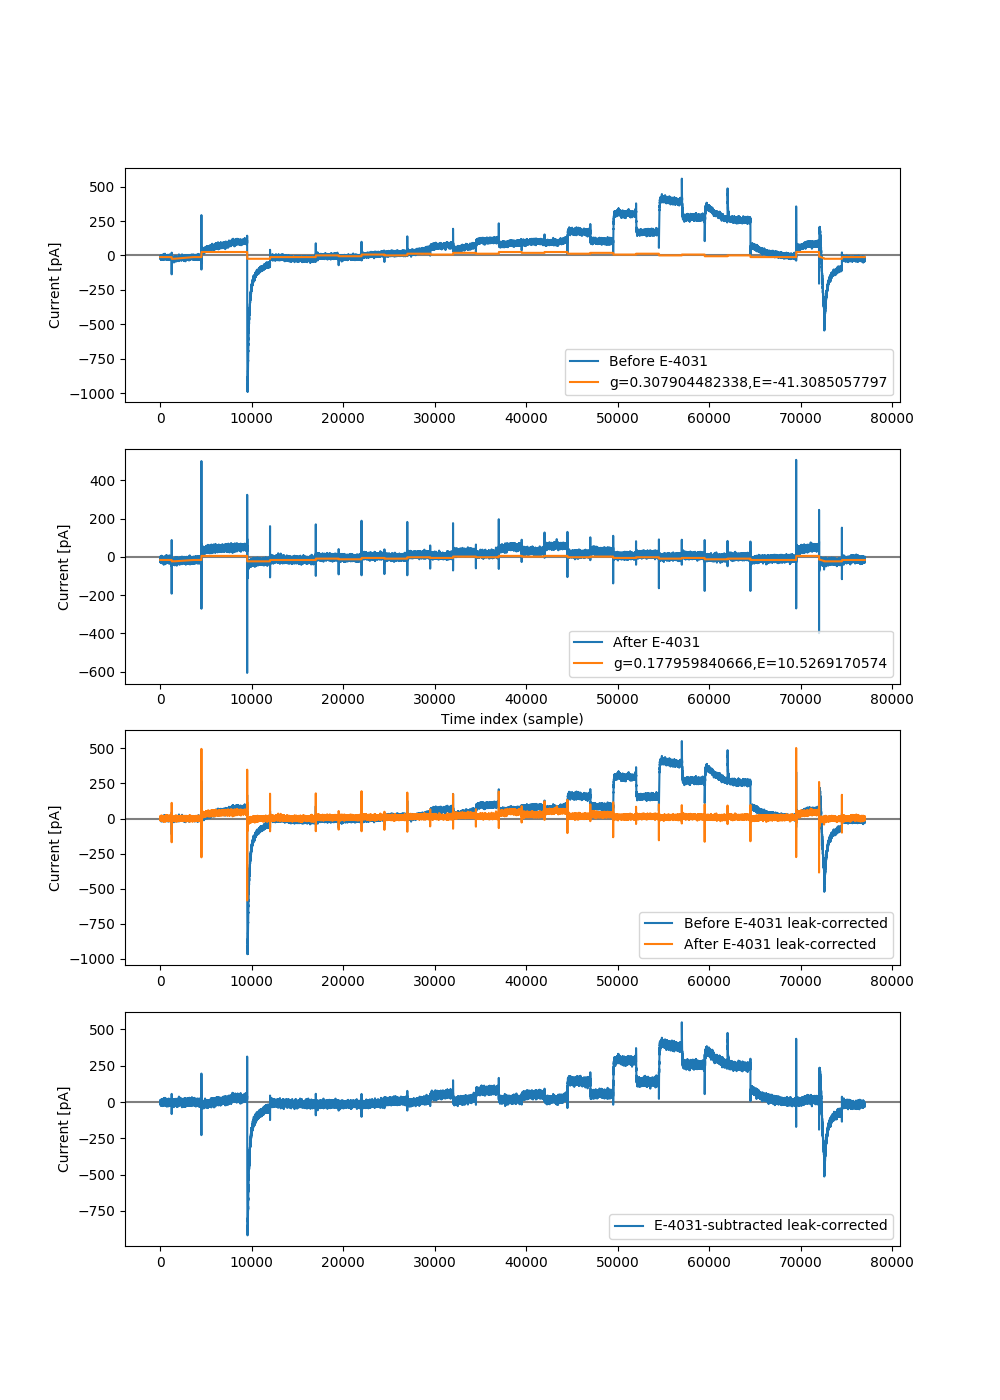 500
250
0
−250
−500
−750
−1000
Current [pA]
Before E-4031
g=0.307904482338,E=-41.3085057797
0 10000 20000 30000 40000 50000 60000 70000 80000
400
200
0
−200
−400
−600
Current [pA]
After E-4031
g=0.177959840666,E=10.5269170574
0 10000 20000 30000 40000 50000 60000 70000 80000
Time index (sample)
500
250
0
−250
−500
−750
−1000
Current [pA]
Before E-4031 leak-corrected
After E-4031 leak-corrected
0 10000 20000 30000 40000 50000 60000 70000 80000
500
250
0
−250
−500
−750
Current [pA]
E-4031-subtracted leak-corrected
0 10000 20000 30000 40000 50000 60000 70000 80000